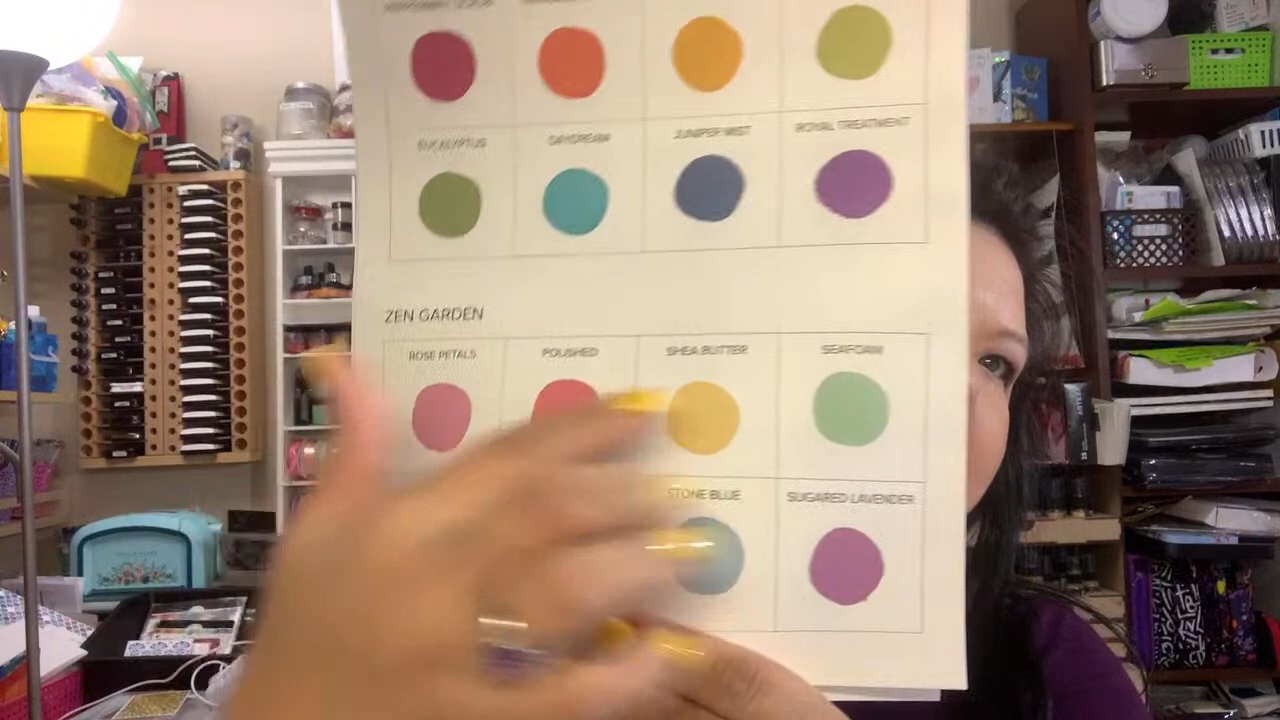 EUCALYPTUS DAYDREAM JUNIPER MIST ROYAL TREATMENT
ZEN GARDEN
ROSE PETALS POLISHED SHEA BUTTER SEAFOAM
STONE BLUE SUGARED LAVENDER